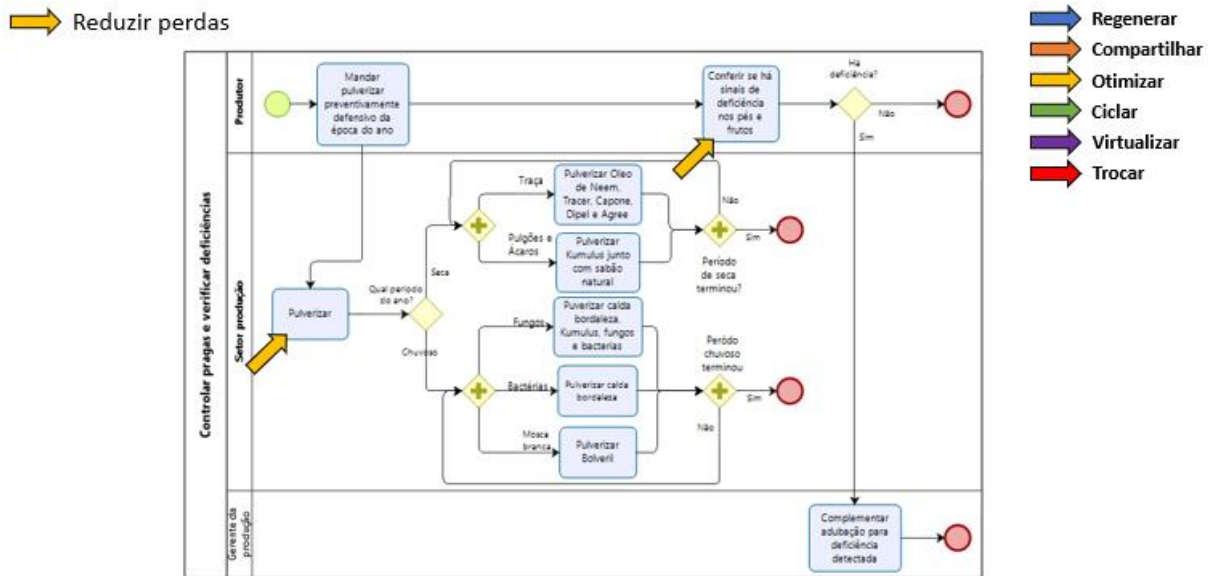 Reduzir perdas
Regenerar
Compartilhar
Otimizar
Ciclar
Virtualizar
Trocar
Controlar pragas e verificar deficiências
Produtor
Mandar
pulverizar
preventivamente
defensivo da
época do ano
Conferir se há
sinais de
deficiência
nos pés e
frutos
Há
deficiência?
Não
Sim
Setor produção
Pulverizar
Qual período
do ano?
Seca
Chuvoso
Traça
Pulverizar Oleo
de Neem,
Tracer, Capone,
Dipel e Agree
Pulgões e
Ácaros
Pulverizar
Kumulus junto
com sabão
natural
Não
Sim
Período
de seca
terminou?
Fungos
Puverizar calda
bordaleza,
Kumulus, fungos
e bacterias
Bactérias
Pulverizar calda
bordalesa
Mosca
branca
Pulverizar
Bolveril
Peródo
chuvoso
terminou
Sim
Não
Gerente da
produção
Complementar
adubação para
deficiência
detectada